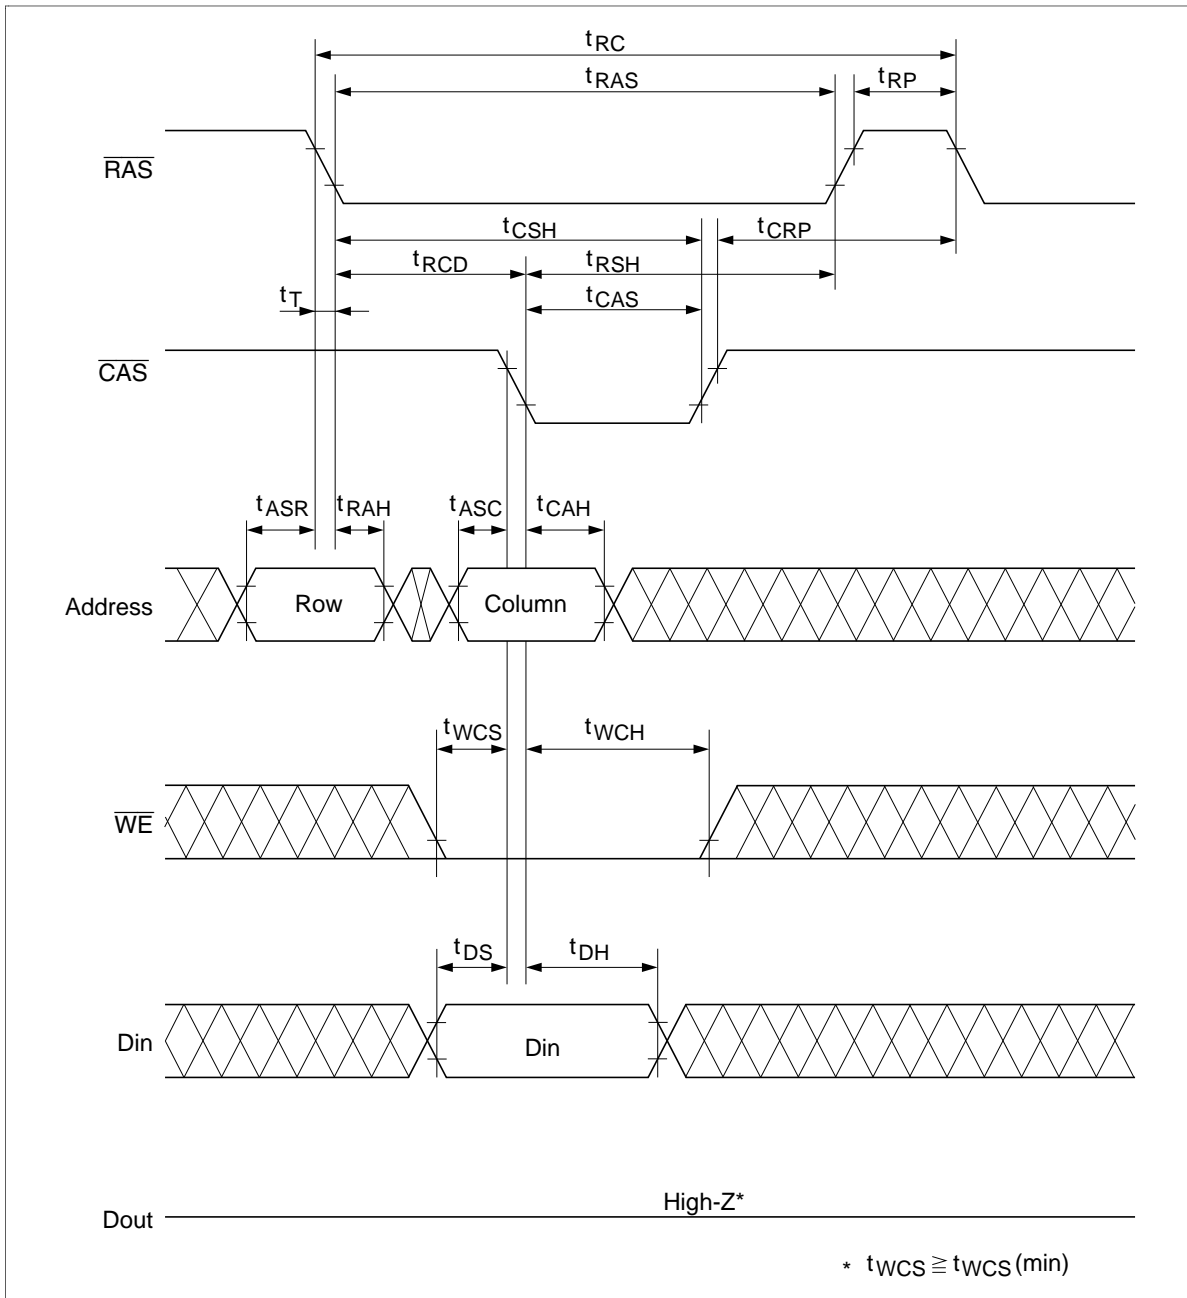 tRC
tRAS
tRP
RAS
tCSH
tCRP
tRCD
tRSH
tT
tCAS
CAS
tASR
tRAH
tASC
tCAH
Address
Row
Column
tWCS
tWCH
WE
tDS
tDH
Din
Din
High-Z*
Dout
* tWCS ≧ tWCS(min)